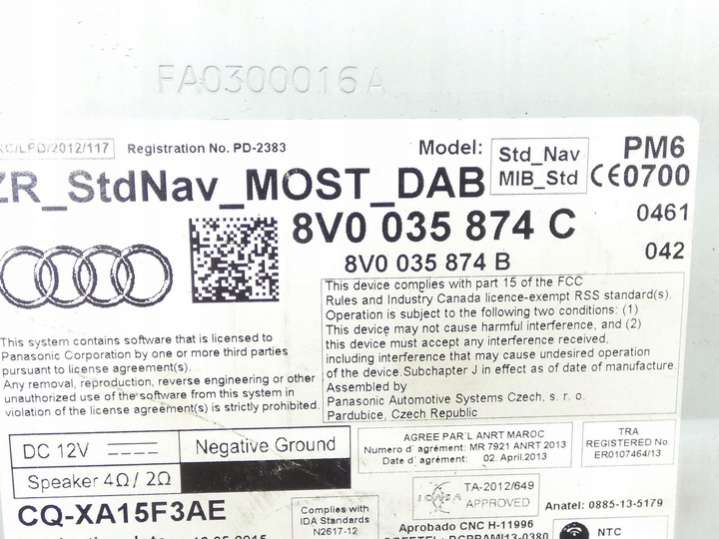 FA0300016A
/LPD/2012/117 Registration No. PD-2383 Model: Std_Nav MIB_Std PM6
CE0700
ZR_StdNav_MOST_DAB
8V0 035 874 C 0461
8V0 035 874 B 042
This device complies with part 15 of the FCC
Rules and Industry Canada licence-exempt RSS standard(s).
Operation is subject to the following two conditions: (1)
This device may not cause harmful interference, and (2)
this device must accept any interference received,
including interference that may cause undesired operation
of the device.Subchapter J in effect as of date of manufacture.
Assembled by
Panasonic Automotive Systems Czech, s. r. o.
Pardubice, Czech Republic
This system contains software that is licensed to
Panasonic Corporation by one or more third parties
pursuant to license agreement(s).
Any removal, reproduction, reverse engineering or other
unauthorized use of the software from this system in
violation of the license agreement(s) is strictly prohibited.
DC 12V Negative Ground
Speaker 4Ω/ 2Ω
AGREE PAR L'ANRT MAROC
Numero d'agrément: MR 7921 ANRT 2013
Date d'agrément: 02. April.2013
TRA
REGISTERED No.
ER0107464/13
CQ-XA15F3AE
Complies with
IDA Standards
N2617-12
ICASA
TA-2012/649
APPROVED
Anatel: 0885-13-5179
Aprobado CNC H-11996
NTC